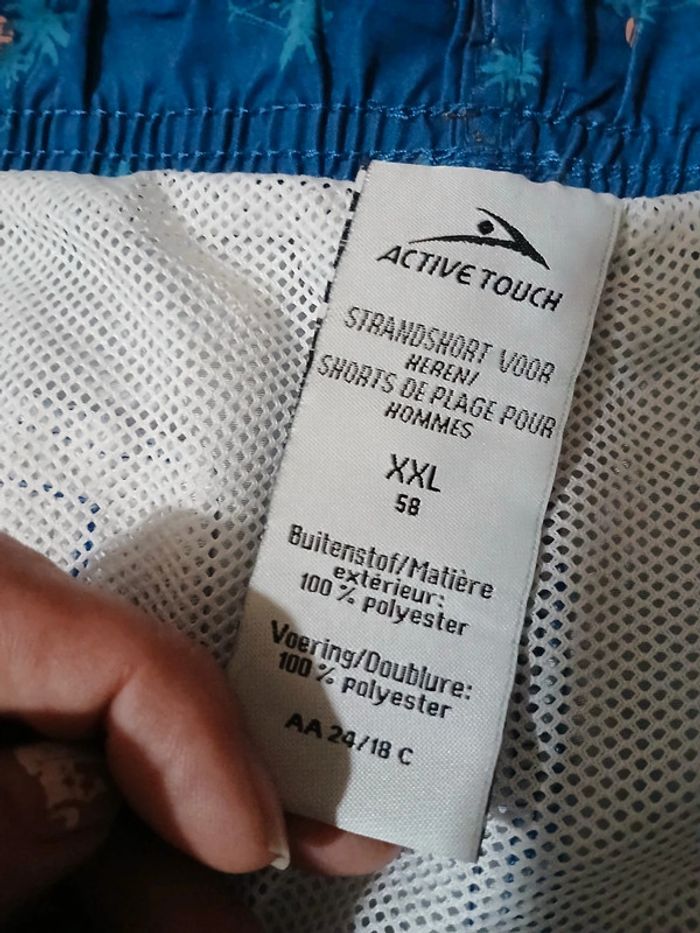 ACTIVE TOUCH
STRANDSHORT VOOR
HEREN/
SHORTS DE PLAGE POUR
HOMMES
XXL
58
Buitenstof/Matière
extérieur:
100 % polyester
Voering/Doublure:
100 % polyester
AA 24/18 C